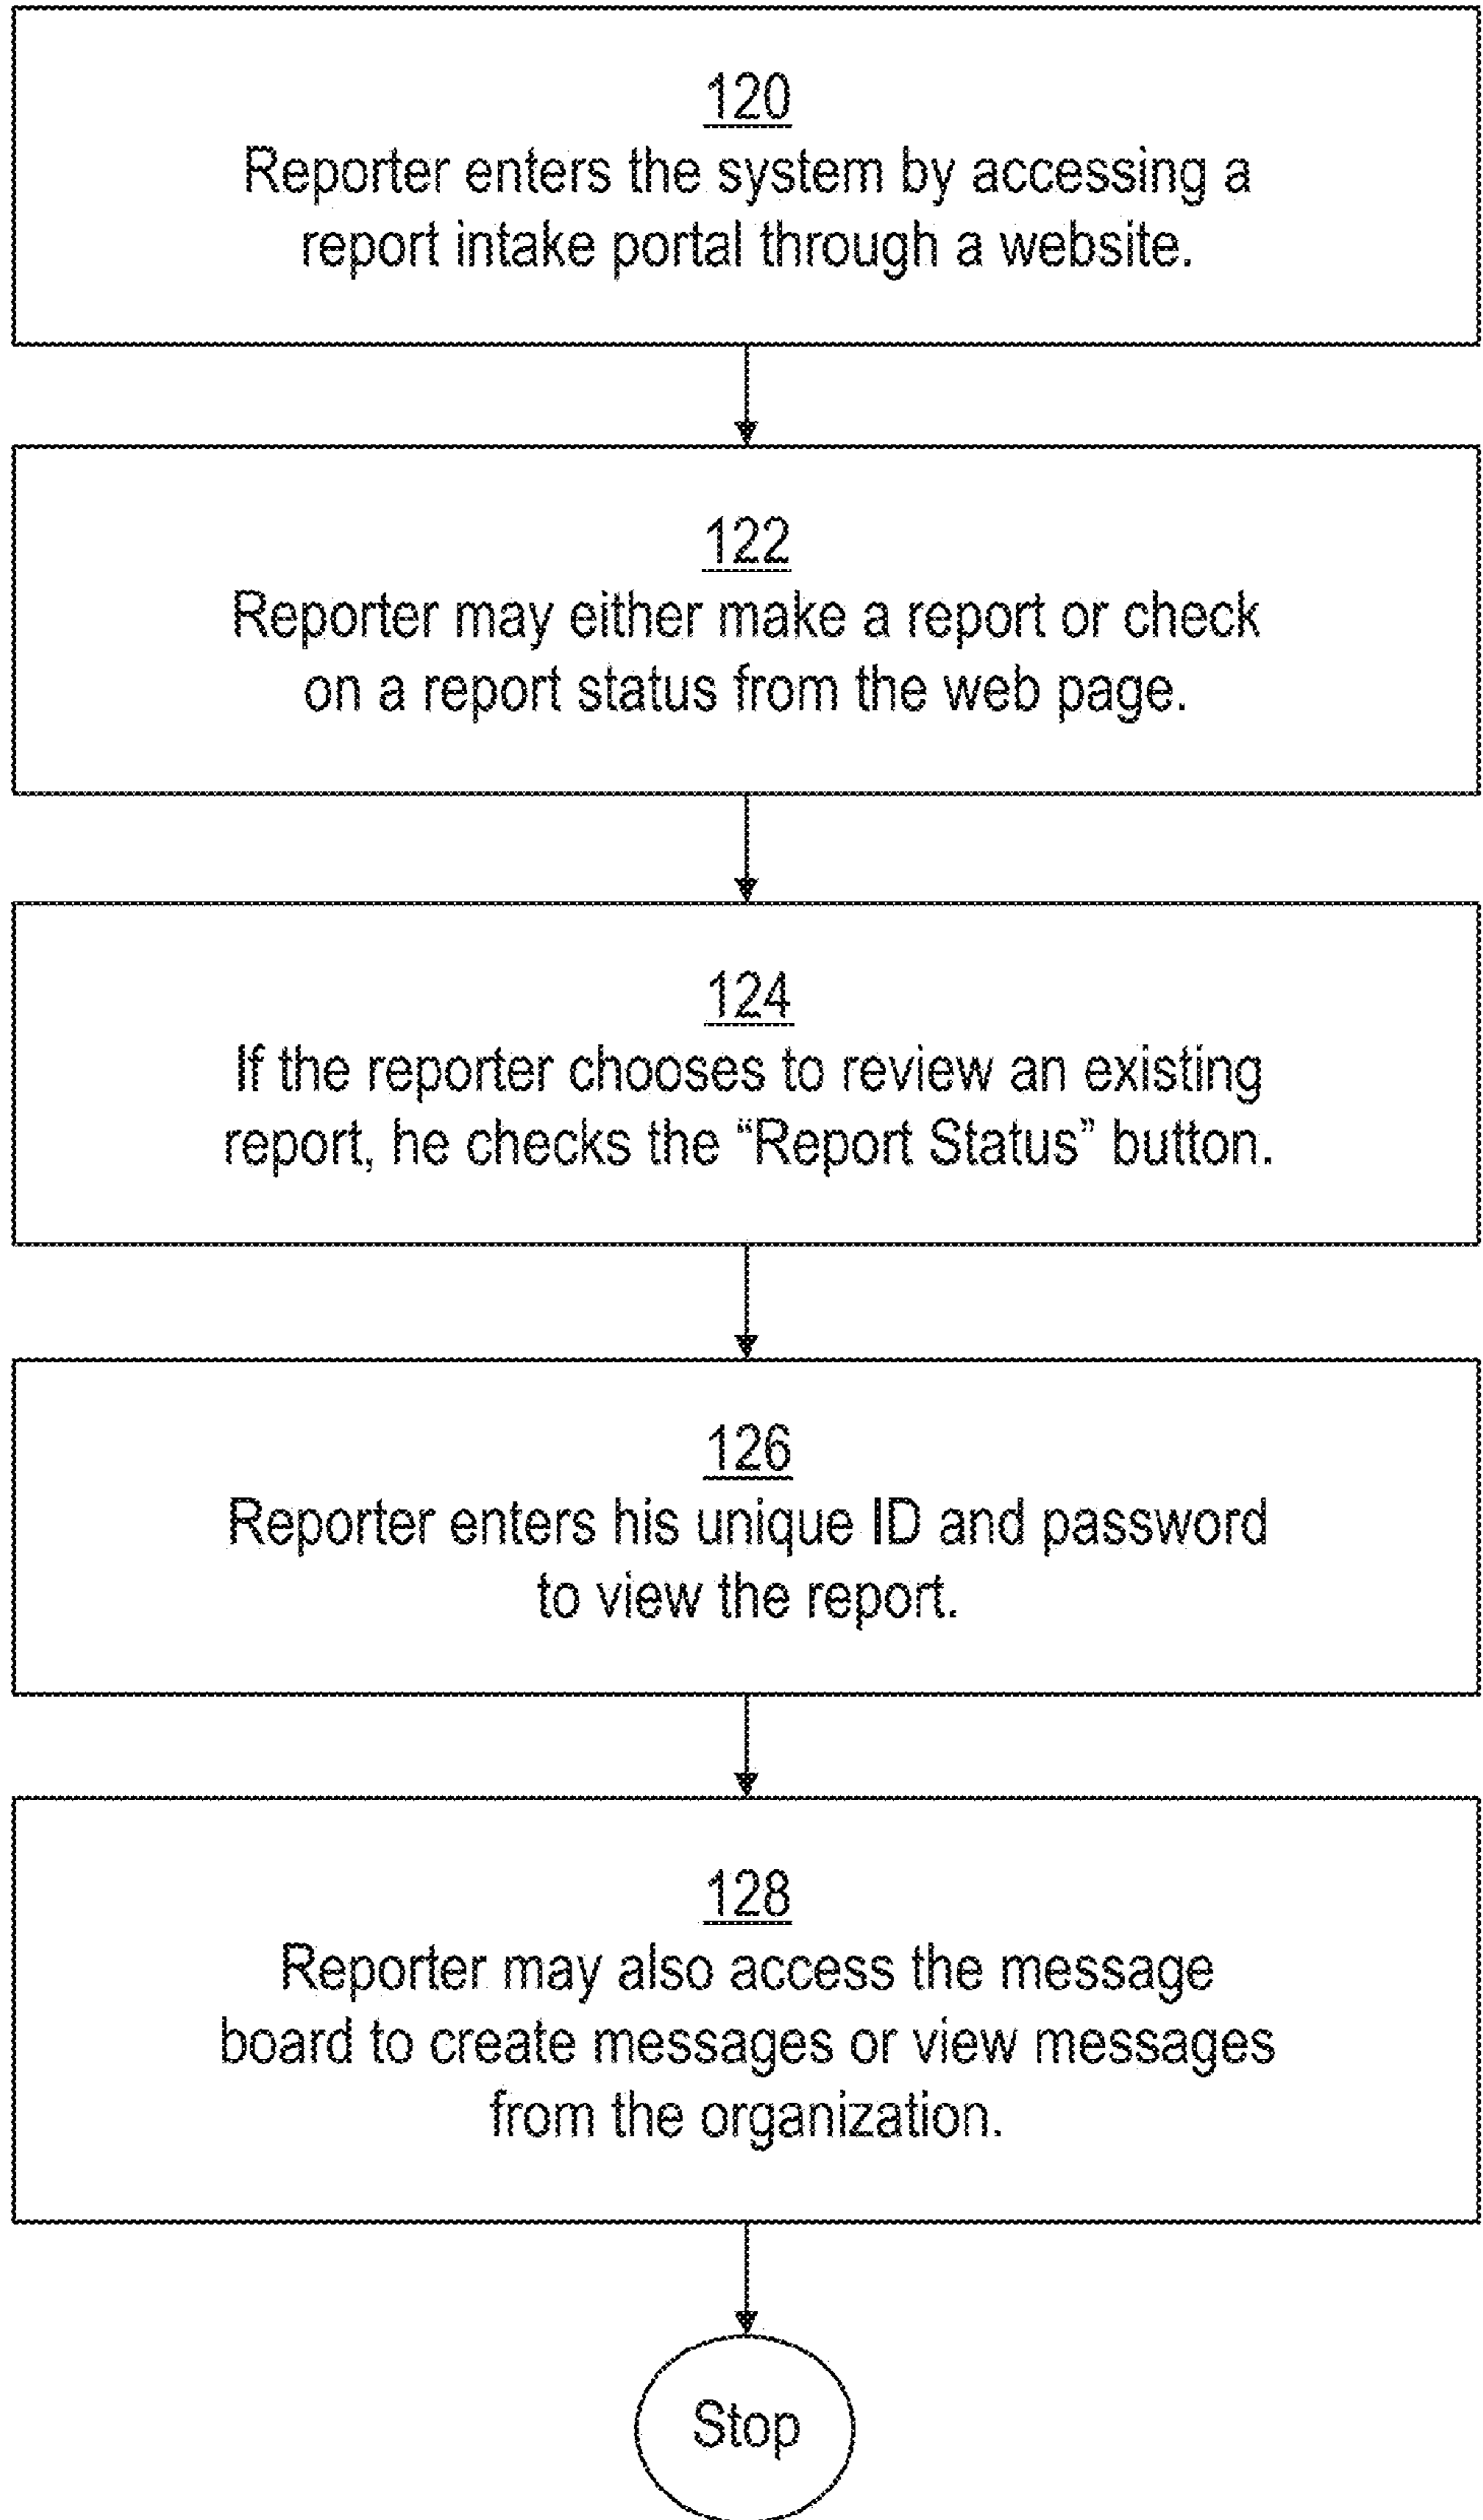 120
Reporter enters the system by accessing a
report intake portal through a website.
122
Reporter may either make a report or check
on a report status from the web page.
124
If the reporter chooses to review an existing
report, he checks the “Report Status” button.
126
Reporter enters his unique ID and password
to view the report.
128
Reporter may also access the message
board to create messages or view messages
from the organization.
Stop